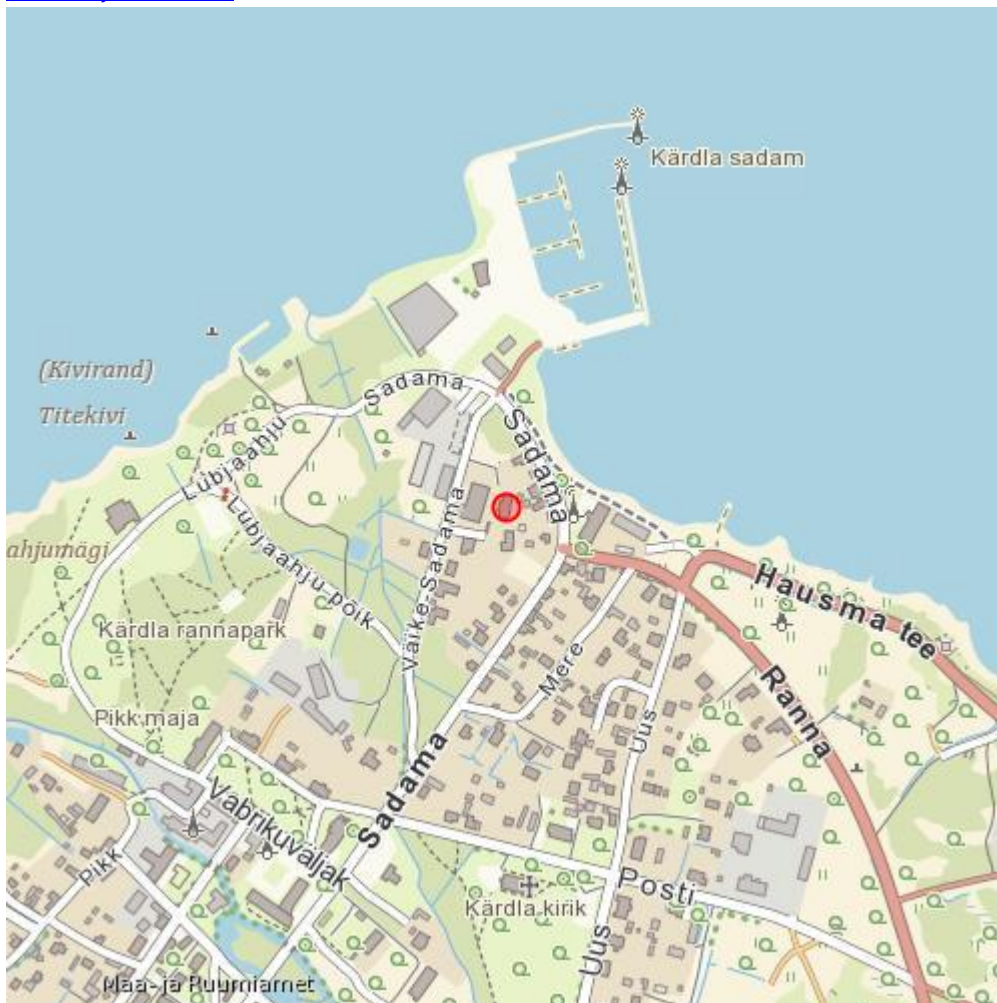 Kärdla sadam
(Kivirand)
Titekivi
Sadama
Sadama
Lubjaahju
Lubjaahju põik
Väike-Sadama
ahjumägi
Hausma tee
Kärdla rannapark
Mere
Ranna
Pikk maja
Uus
Sadama
Vabrikuväljak
Pikk
Posti
Kärdla kirik
Uus
Maa- ja Ruumiamet